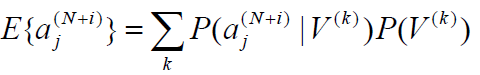 E{a_j^{(N+i)}} = ∑_k P(a_j^{(N+i)} | V^{(k)})P(V^{(k)})